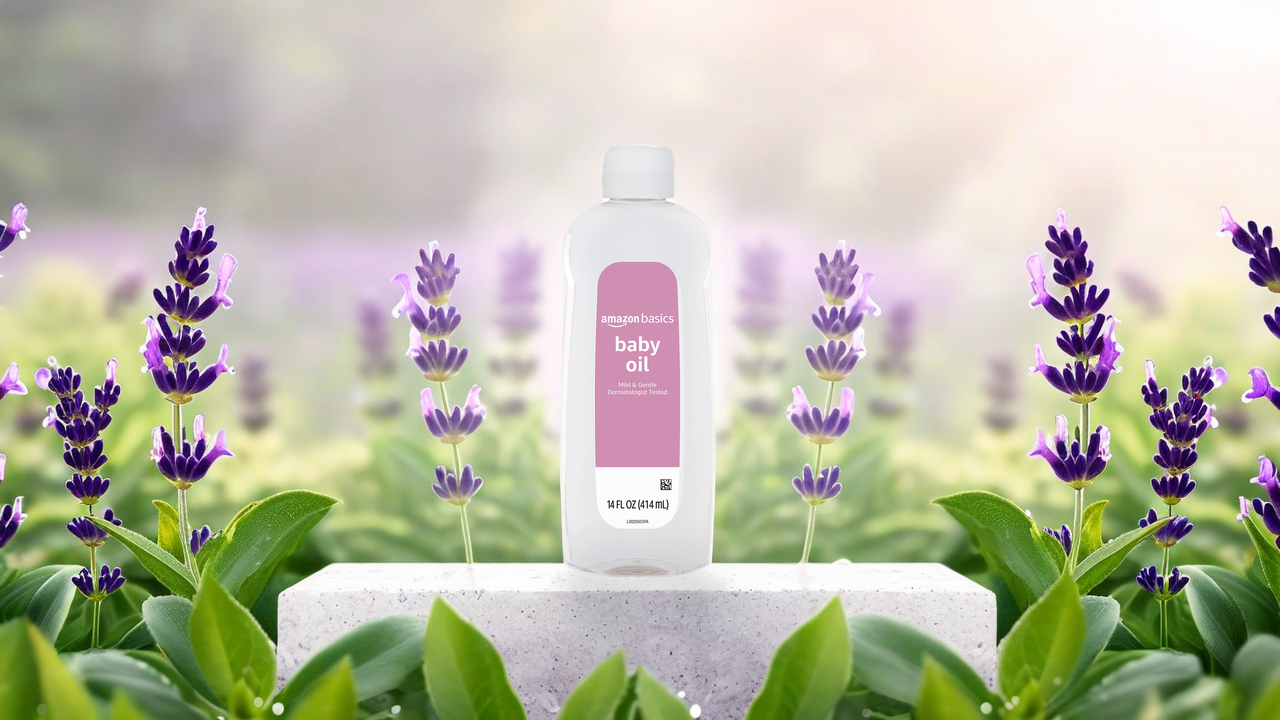 amazon basics
baby
oil
Mild & Gentle
Dermatologist Tested
14 FL OZ (414 mL)